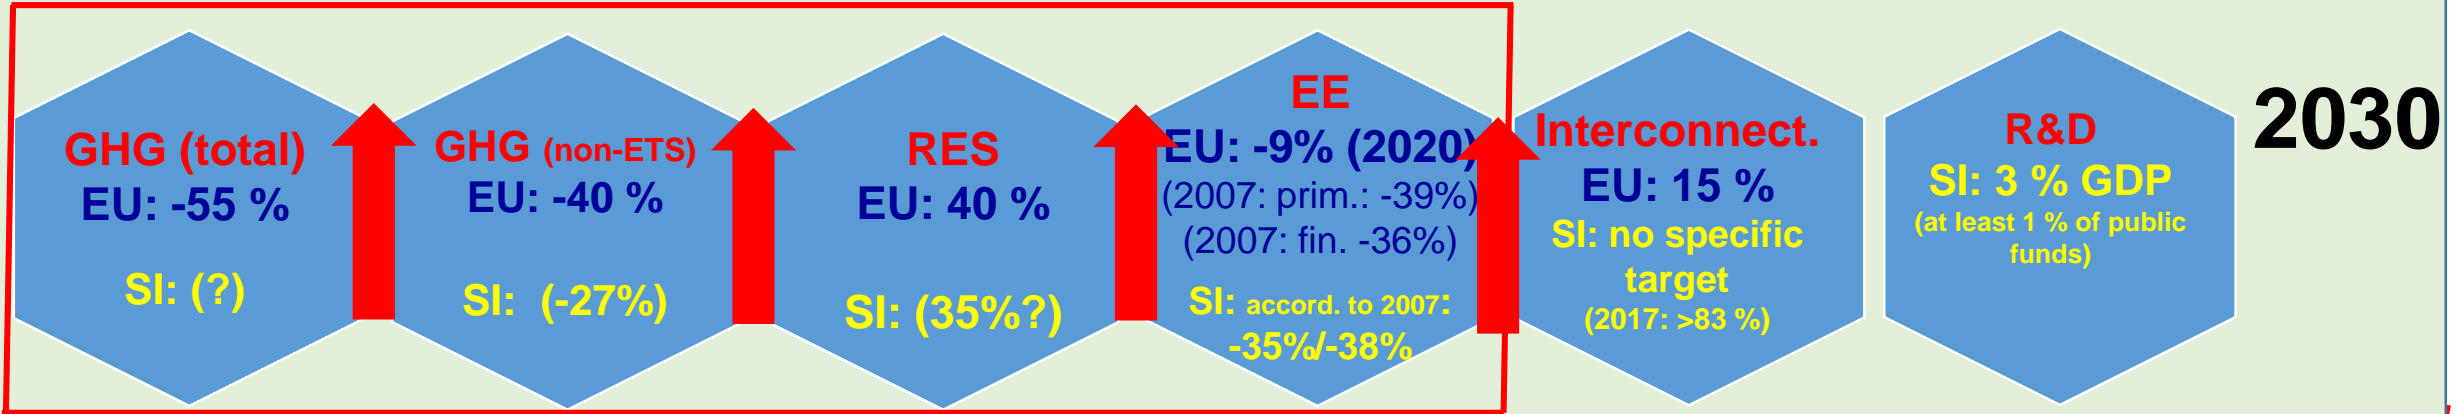 GHG (total)
EU: -55 %
SI: (?)
GHG (non-ETS)
EU: -40 %
SI: (-27%)
RES
EU: 40 %
SI: (35%?)
EE
EU: -9% (2020)
(2007: prim.: -39%)
(2007: fin. -36%)
SI: accord. to 2007:
-35%/-38%
Interconnect.
EU: 15 %
SI: no specific
target
(2017: >83 %)
R&D
SI: 3 % GDP
(at least 1 % of public
funds)
2030